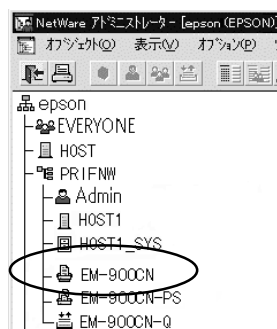 NetWare アドミニストレータ - [epson (EPSON)]
オブジェクト(O) 表示(V) オプション(P)
epson
EVERYONE
HOST
PRIFNW
Admin
HOST1
HOST1_SYS
EM-900CN
EM-900CN-PS
EM-900CN-Q